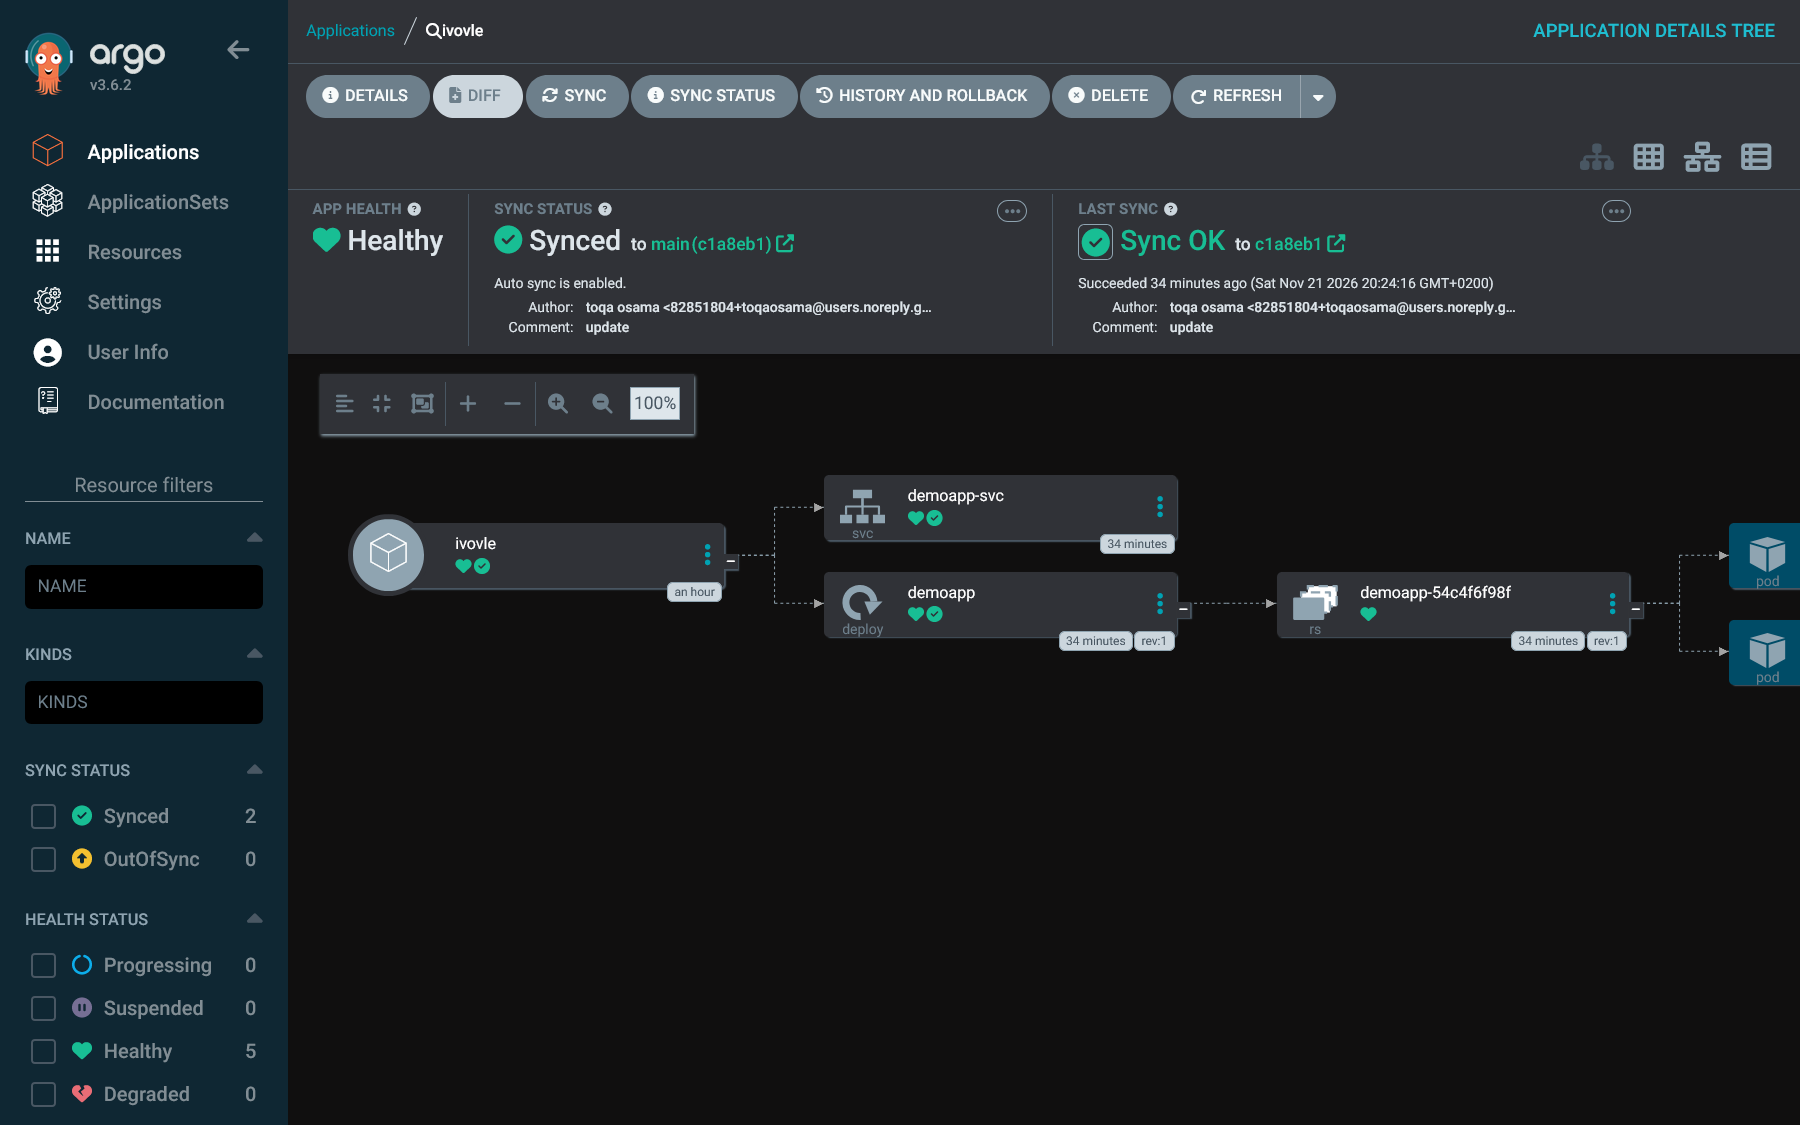 argo
v3.6.2
Applications
ApplicationSets
Resources
Settings
User Info
Documentation
Resource filters
NAME
NAME
KINDS
KINDS
SYNC STATUS
Synced 2
OutOfSync 0
HEALTH STATUS
Progressing 0
Suspended 0
Healthy 5
Degraded 0
Applications / ivovle
APPLICATION DETAILS TREE
DETAILS
DIFF
SYNC
SYNC STATUS
HISTORY AND ROLLBACK
DELETE
REFRESH
APP HEALTH
Healthy
SYNC STATUS
Synced to main (c1a8eb1)
Auto sync is enabled.
Author: toqa osama <82851804+toqaosama@users.noreply.g...
Comment: update
LAST SYNC
Sync OK to c1a8eb1
Succeeded 34 minutes ago (Sat Nov 21 2026 20:24:16 GMT+0200)
Author: toqa osama <82851804+toqaosama@users.noreply.g...
Comment: update
100%
ivovle
an hour
demoapp-svc
svc
34 minutes
demoapp
deploy
34 minutes rev:1
demoapp-54c4f6f98f
rs
34 minutes rev:1
pod
pod